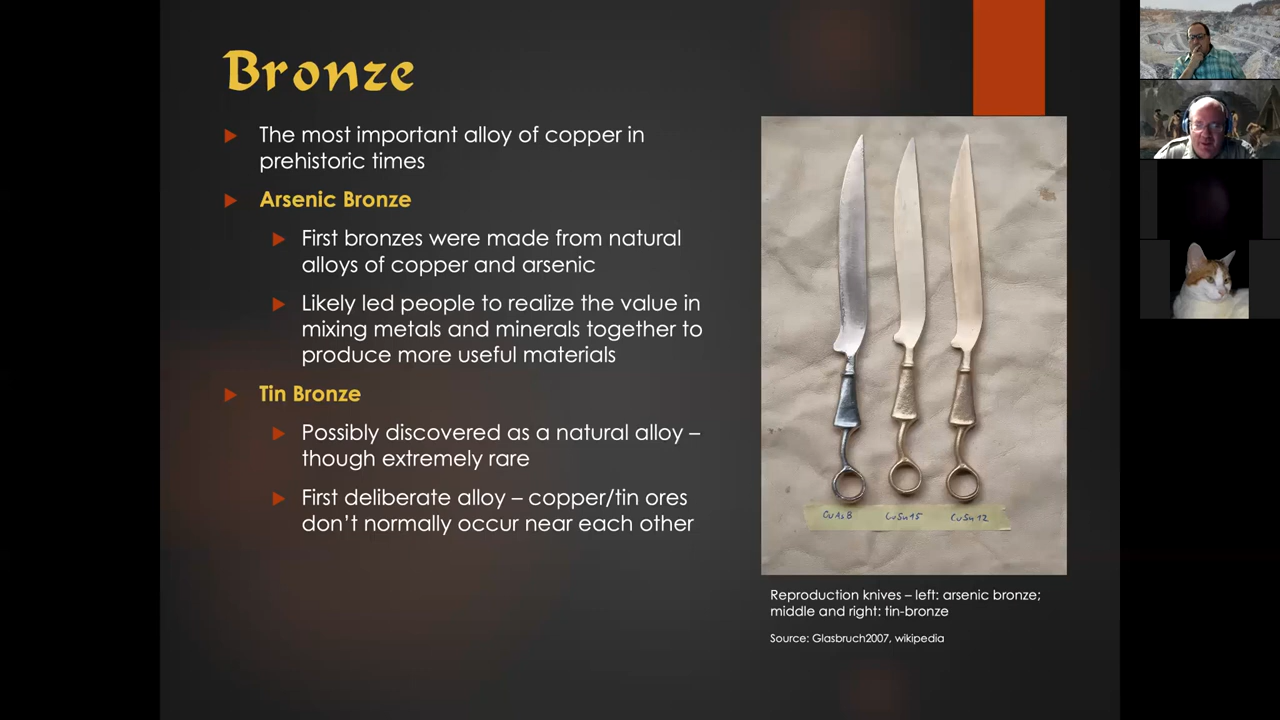 Bronze
The most important alloy of copper in
prehistoric times
Arsenic Bronze
First bronzes were made from natural
alloys of copper and arsenic
Likely led people to realize the value in
mixing metals and minerals together to
produce more useful materials
Tin Bronze
Possibly discovered as a natural alloy –
though extremely rare
First deliberate alloy – copper/tin ores
don’t normally occur near each other
CuAs8 CuSn15 CuSn12
Reproduction knives – left: arsenic bronze;
middle and right: tin-bronze
Source: Glasbruch2007, wikipedia